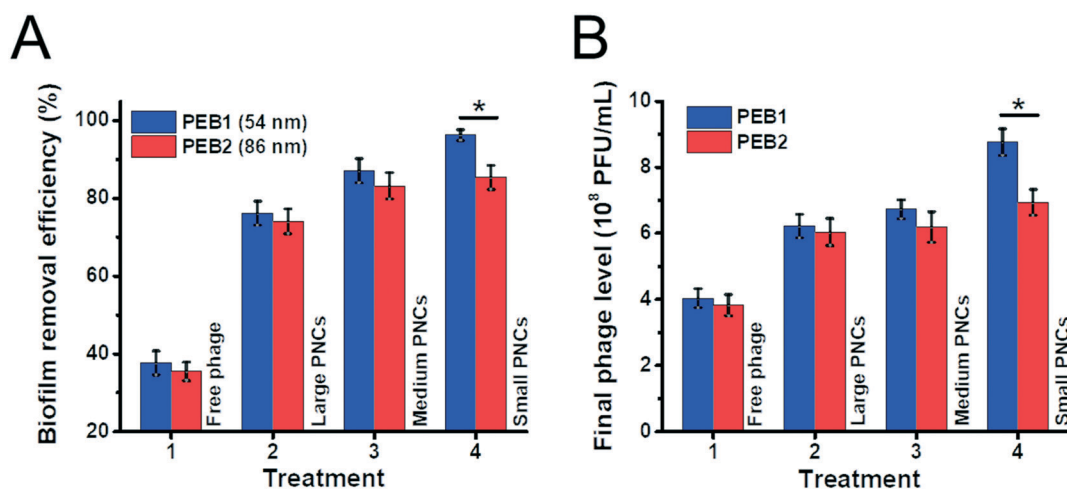 A
Biofilm removal efficiency (%)
100
80
60
40
20
PEB1 (54 nm)
PEB2 (86 nm)
*
Free phage
Large PNCs
Medium PNCs
Small PNCs
1 2 3 4
Treatment
B
Final phage level (10⁸ PFU/mL)
10
8
6
4
2
0
PEB1
PEB2
*
Free phage
Large PNCs
Medium PNCs
Small PNCs
1 2 3 4
Treatment